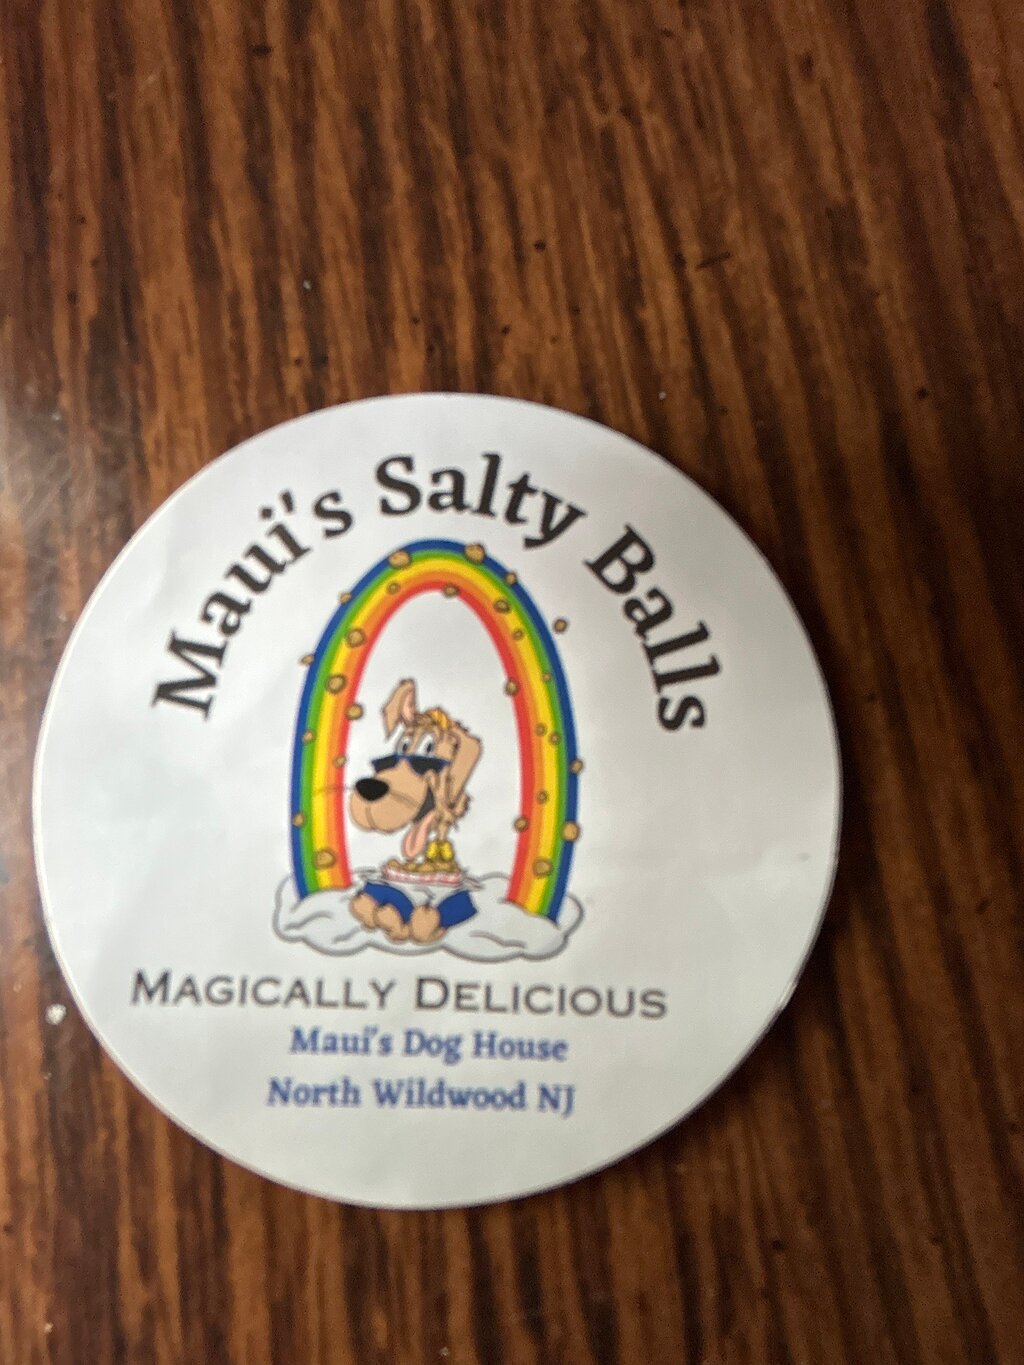 Maui's Salty Balls
MAGICALLY DELICIOUS
Maui's Dog House
North Wildwood NJ